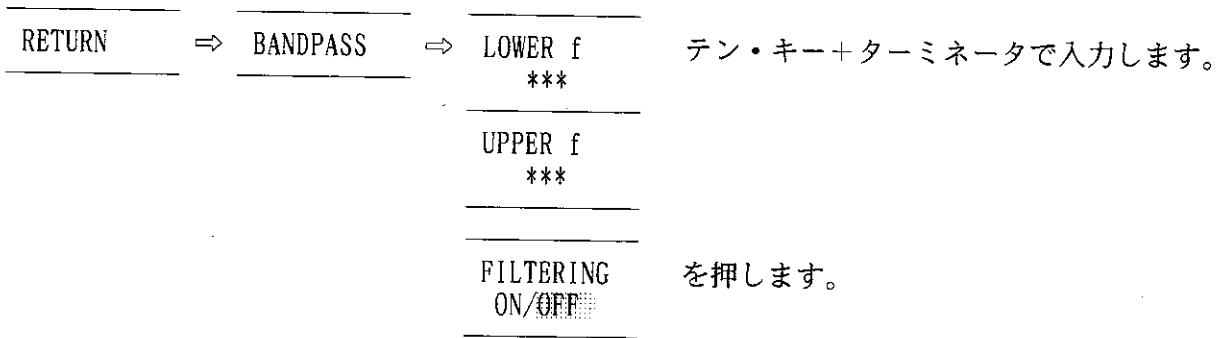 RETURN ⇨ BANDPASS ⇨ LOWER f テン・キー＋ターミネータで入力します。
***
UPPER f
***
FILTERING を押します。
ON/OFF